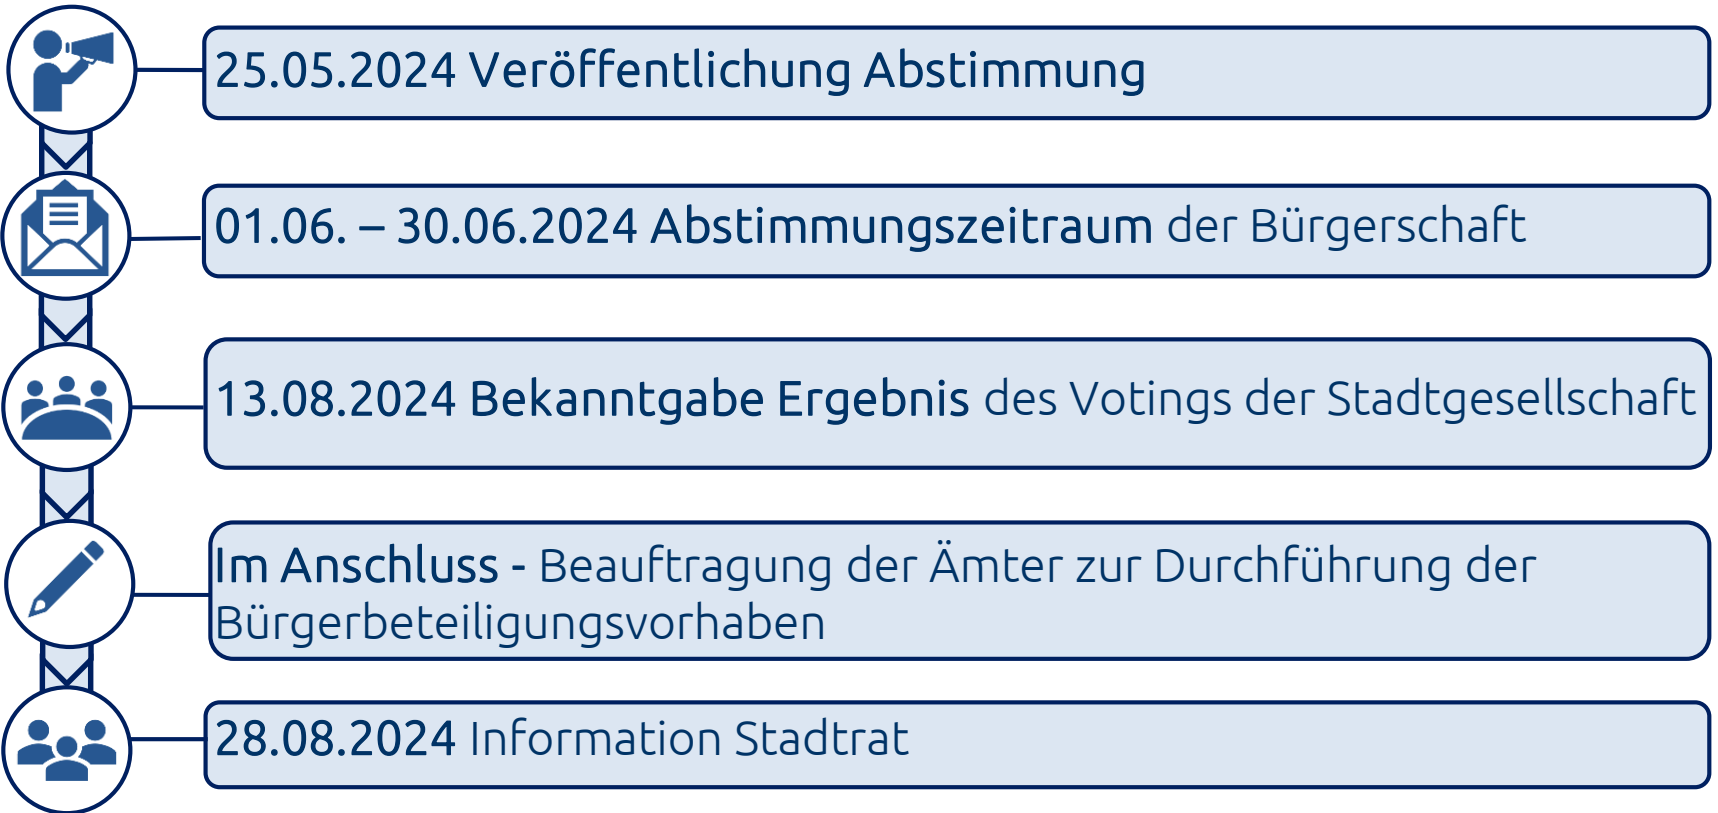 25.05.2024 Veröffentlichung Abstimmung
01.06. – 30.06.2024 Abstimmungszeitraum der Bürgerschaft
13.08.2024 Bekanntgabe Ergebnis des Votings der Stadtgesellschaft
Im Anschluss - Beauftragung der Ämter zur Durchführung der
Bürgerbeteiligungsvorhaben
28.08.2024 Information Stadtrat